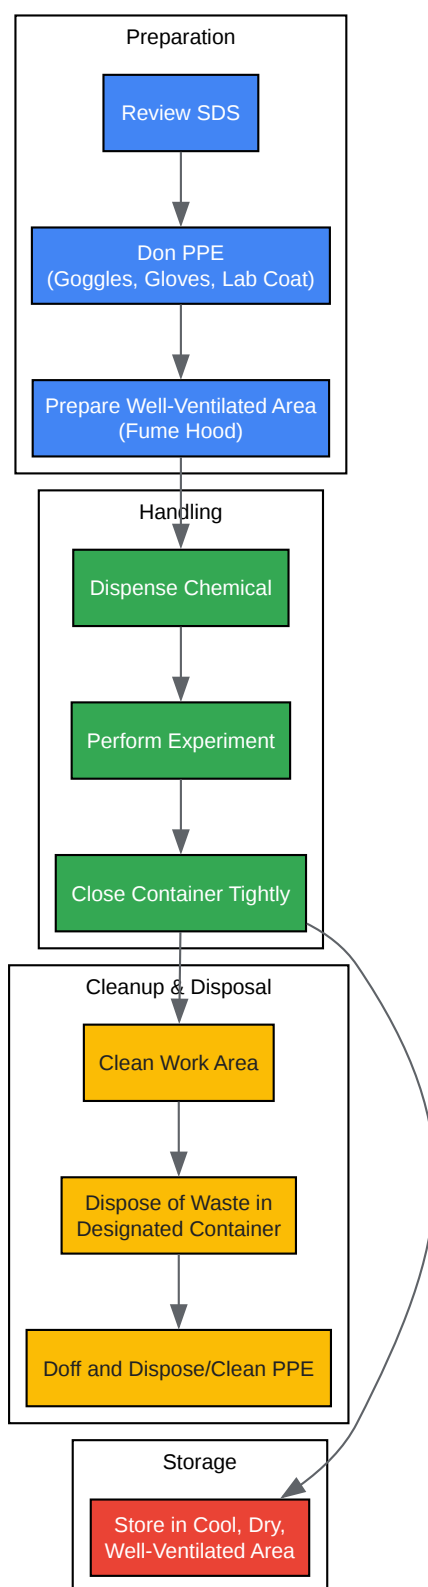 Preparation
Review SDS
Don PPE
(Goggles, Gloves, Lab Coat)
Prepare Well-Ventilated Area
(Fume Hood)
Handling
Dispense Chemical
Perform Experiment
Close Container Tightly
Cleanup & Disposal
Clean Work Area
Dispose of Waste in
Designated Container
Doff and Dispose/Clean PPE
Storage
Store in Cool, Dry,
Well-Ventilated Area